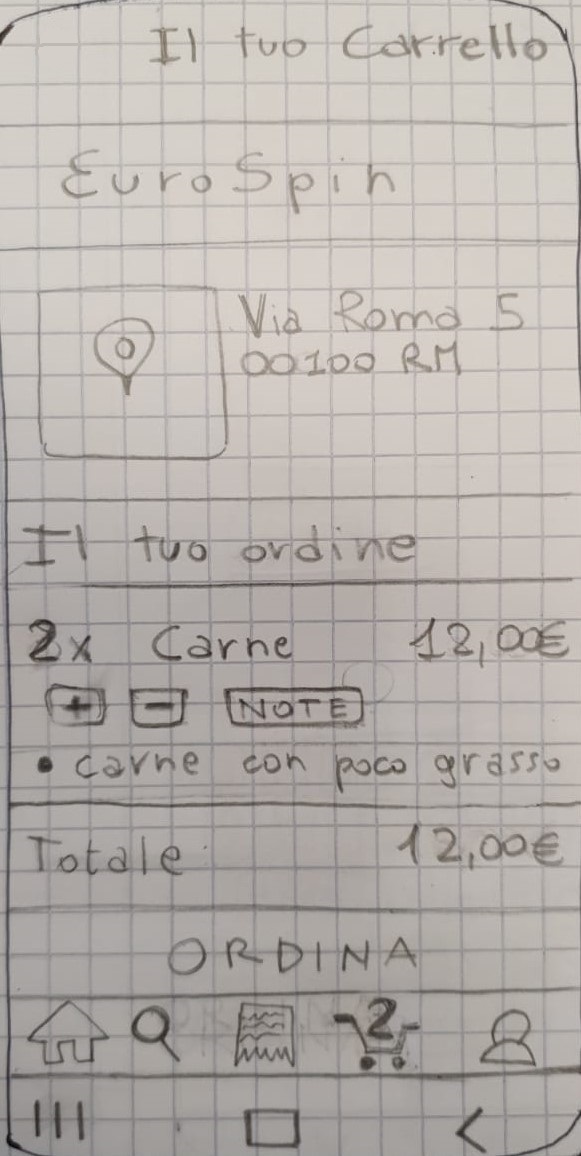 Il tuo Carrello
EuroSpin
Via Roma 5
00100 RM
Il tuo ordine
2x Carne 12,00€
+ - NOTE
• carne con poco grasso
Totale 12,00€
ORDINA
2